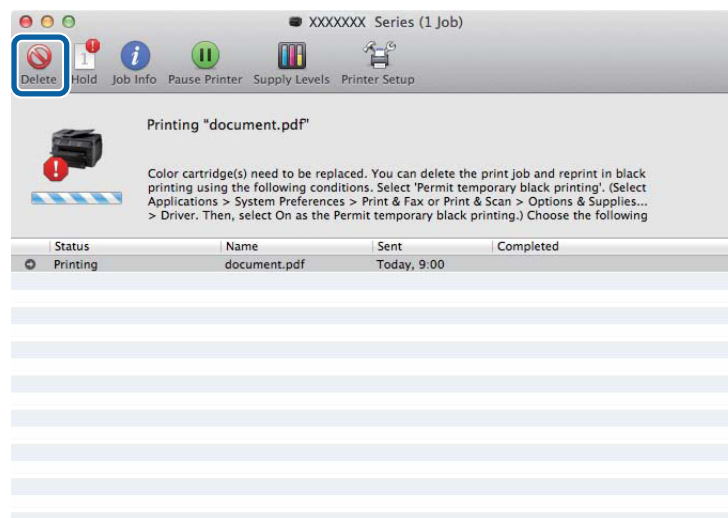 XXXXXXX Series (1 Job)
1
Delete Hold Job Info Pause Printer Supply Levels Printer Setup
Printing "document.pdf"
Color cartridge(s) need to be replaced. You can delete the print job and reprint in black
printing using the following conditions. Select 'Permit temporary black printing'. (Select
Applications > System Preferences > Print & Fax or Print & Scan > Options & Supplies...
> Driver. Then, select On as the Permit temporary black printing.) Choose the following
Status Name Sent Completed
Printing document.pdf Today, 9:00